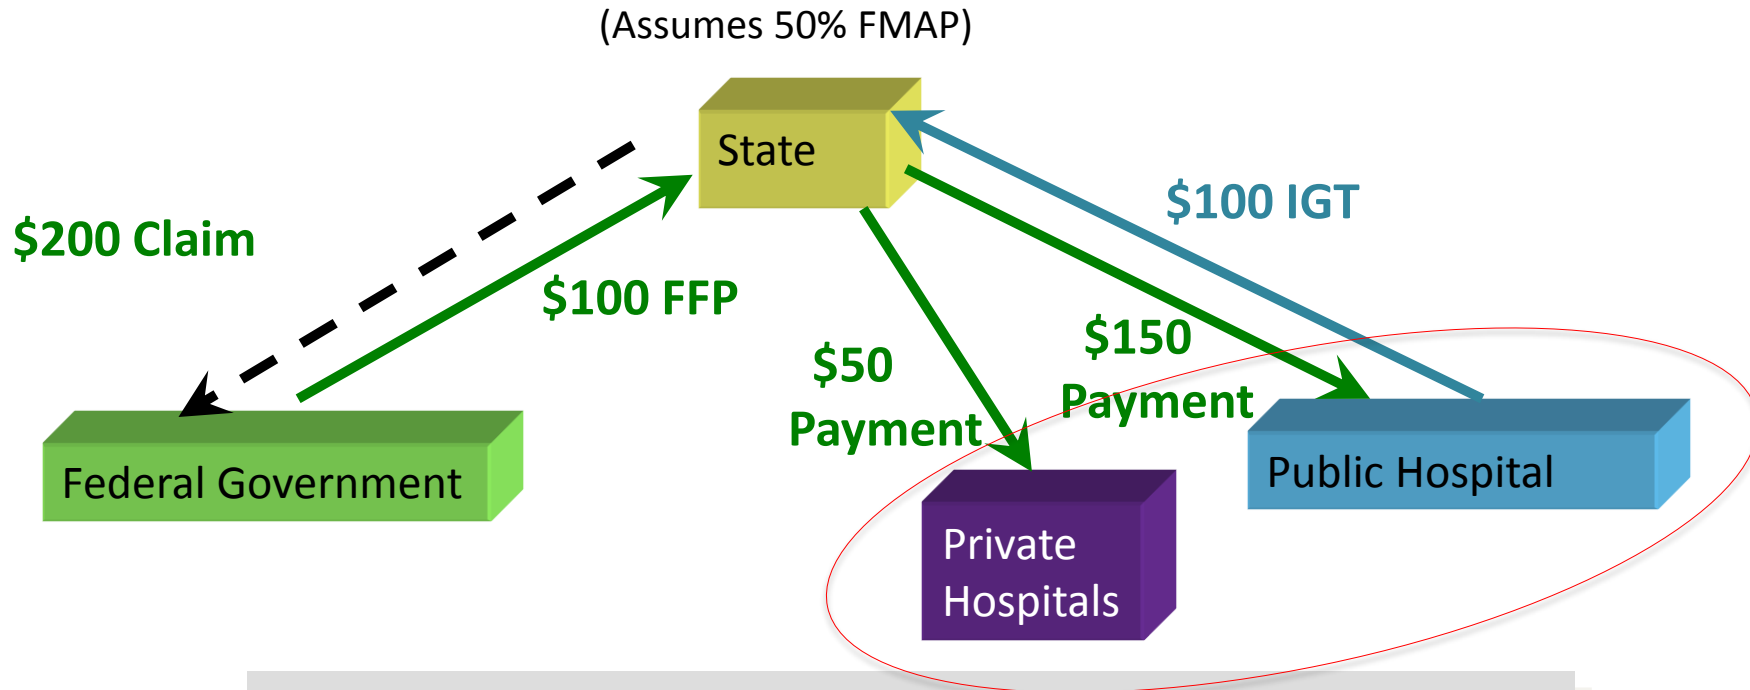 (Assumes 50% FMAP)
State
$100 IGT
$200 Claim
$100 FFP
$50
Payment
$150
Payment
Federal Government
Public Hospital
Private
Hospitals